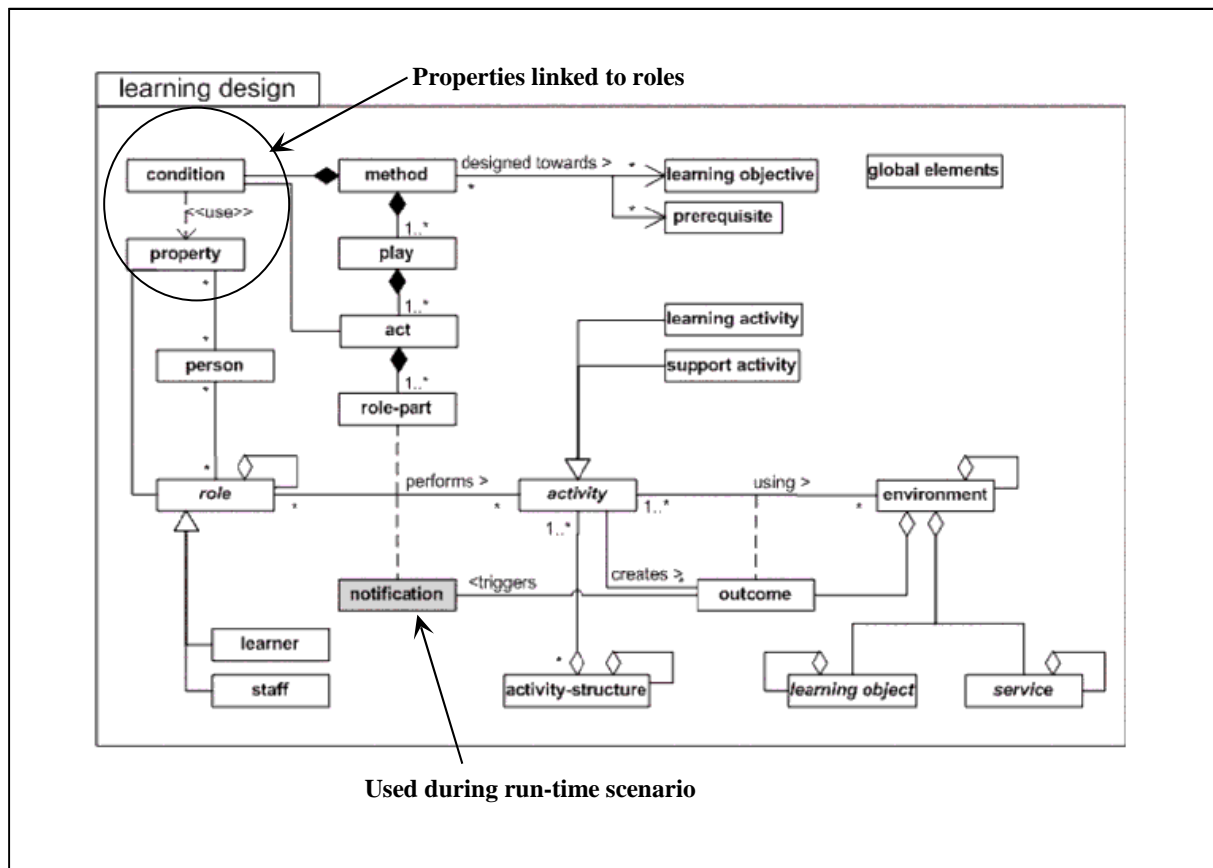 Properties linked to roles
learning design
condition
method
designed towards >
*
*
learning objective
global elements
<<use>>
*
prerequisite
1..*
property
play
*
1..*
learning activity
act
*
person
support activity
*
1..*
role-part
*
performs >
using >
role
activity
environment
*
*
1..*
*
1..*
<triggers
creates >
*
notification
outcome
learner
*
staff
activity-structure
learning object
service
Used during run-time scenario